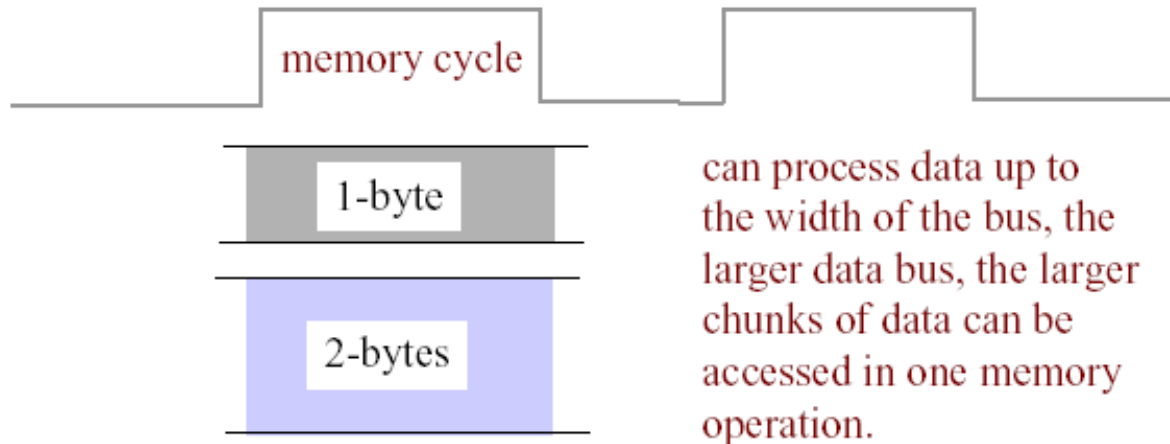 memory cycle
1-byte
2-bytes
can process data up to
the width of the bus, the
larger data bus, the larger
chunks of data can be
accessed in one memory
operation.